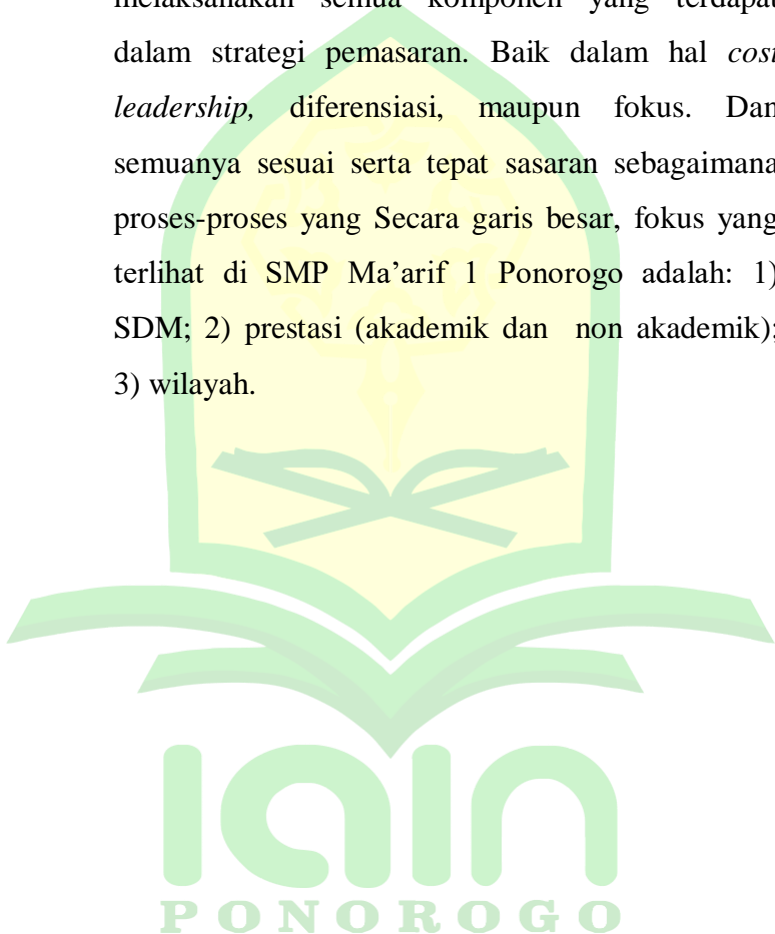 melaksanakan semua komponen yang terdapat
dalam strategi pemasaran. Baik dalam hal cost
leadership, diferensiasi, maupun fokus. Dan
semuanya sesuai serta tepat sasaran sebagaimana
proses-proses yang Secara garis besar, fokus yang
terlihat di SMP Ma’arif 1 Ponorogo adalah: 1)
SDM; 2) prestasi (akademik dan non akademik);
3) wilayah.
IAIN
PONOROGO